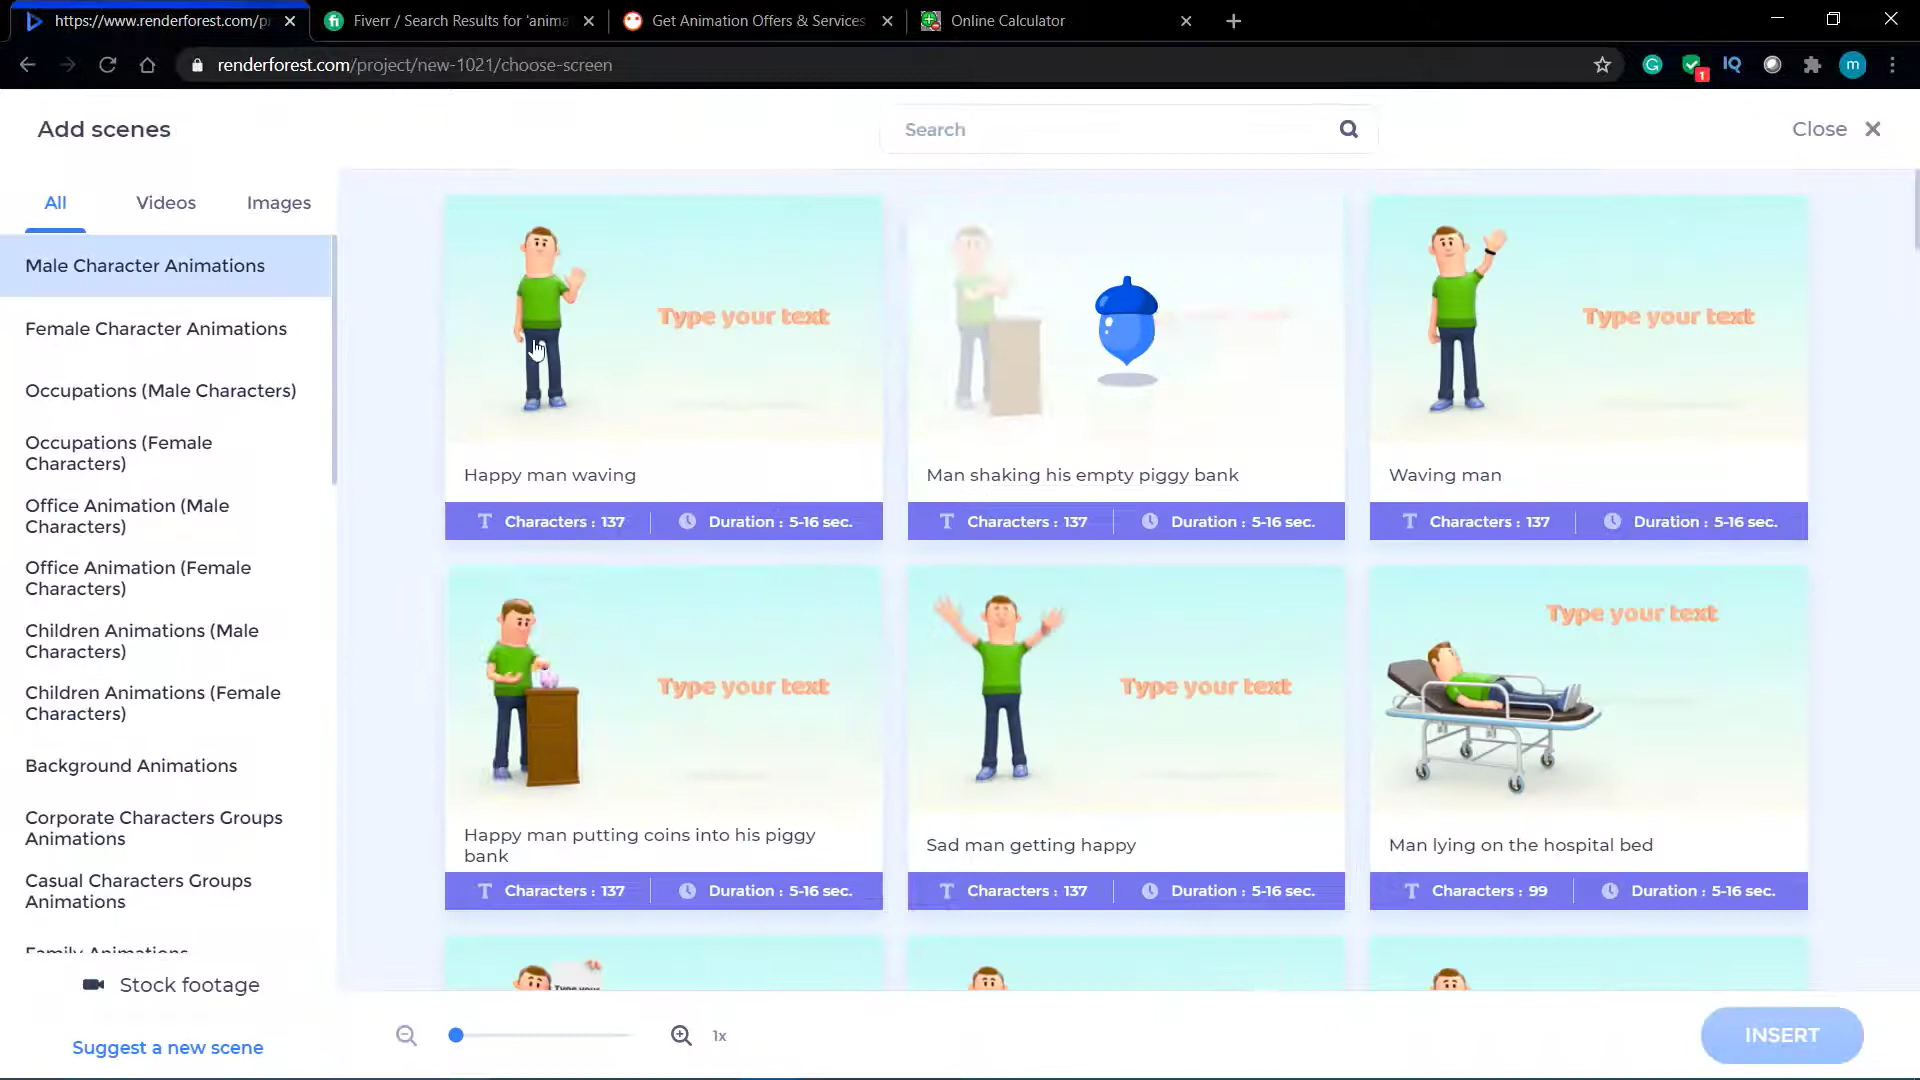 https://www.renderforest.com/p
Fiverr / Search Results for 'anima
Get Animation Offers & Services
Online Calculator
renderforest.com/project/new-1021/choose-screen
1
IQ
m
Add scenes
Search
Close
All
Videos
Images
Male Character Animations
Female Character Animations
Occupations (Male Characters)
Occupations (Female
Characters)
Office Animation (Male
Characters)
Office Animation (Female
Characters)
Children Animations (Male
Characters)
Children Animations (Female
Characters)
Background Animations
Corporate Characters Groups
Animations
Casual Characters Groups
Animations
Family Animations
Stock footage
Suggest a new scene
Type your text
Happy man waving
Characters : 137
Duration : 5-16 sec.
Man shaking his empty piggy bank
Characters : 137
Duration : 5-16 sec.
Type your text
Waving man
Characters : 137
Duration : 5-16 sec.
Type your text
Happy man putting coins into his piggy
bank
Characters : 137
Duration : 5-16 sec.
Type your text
Sad man getting happy
Characters : 137
Duration : 5-16 sec.
Type your text
Man lying on the hospital bed
Characters : 99
Duration : 5-16 sec.
Type your
1x
INSERT